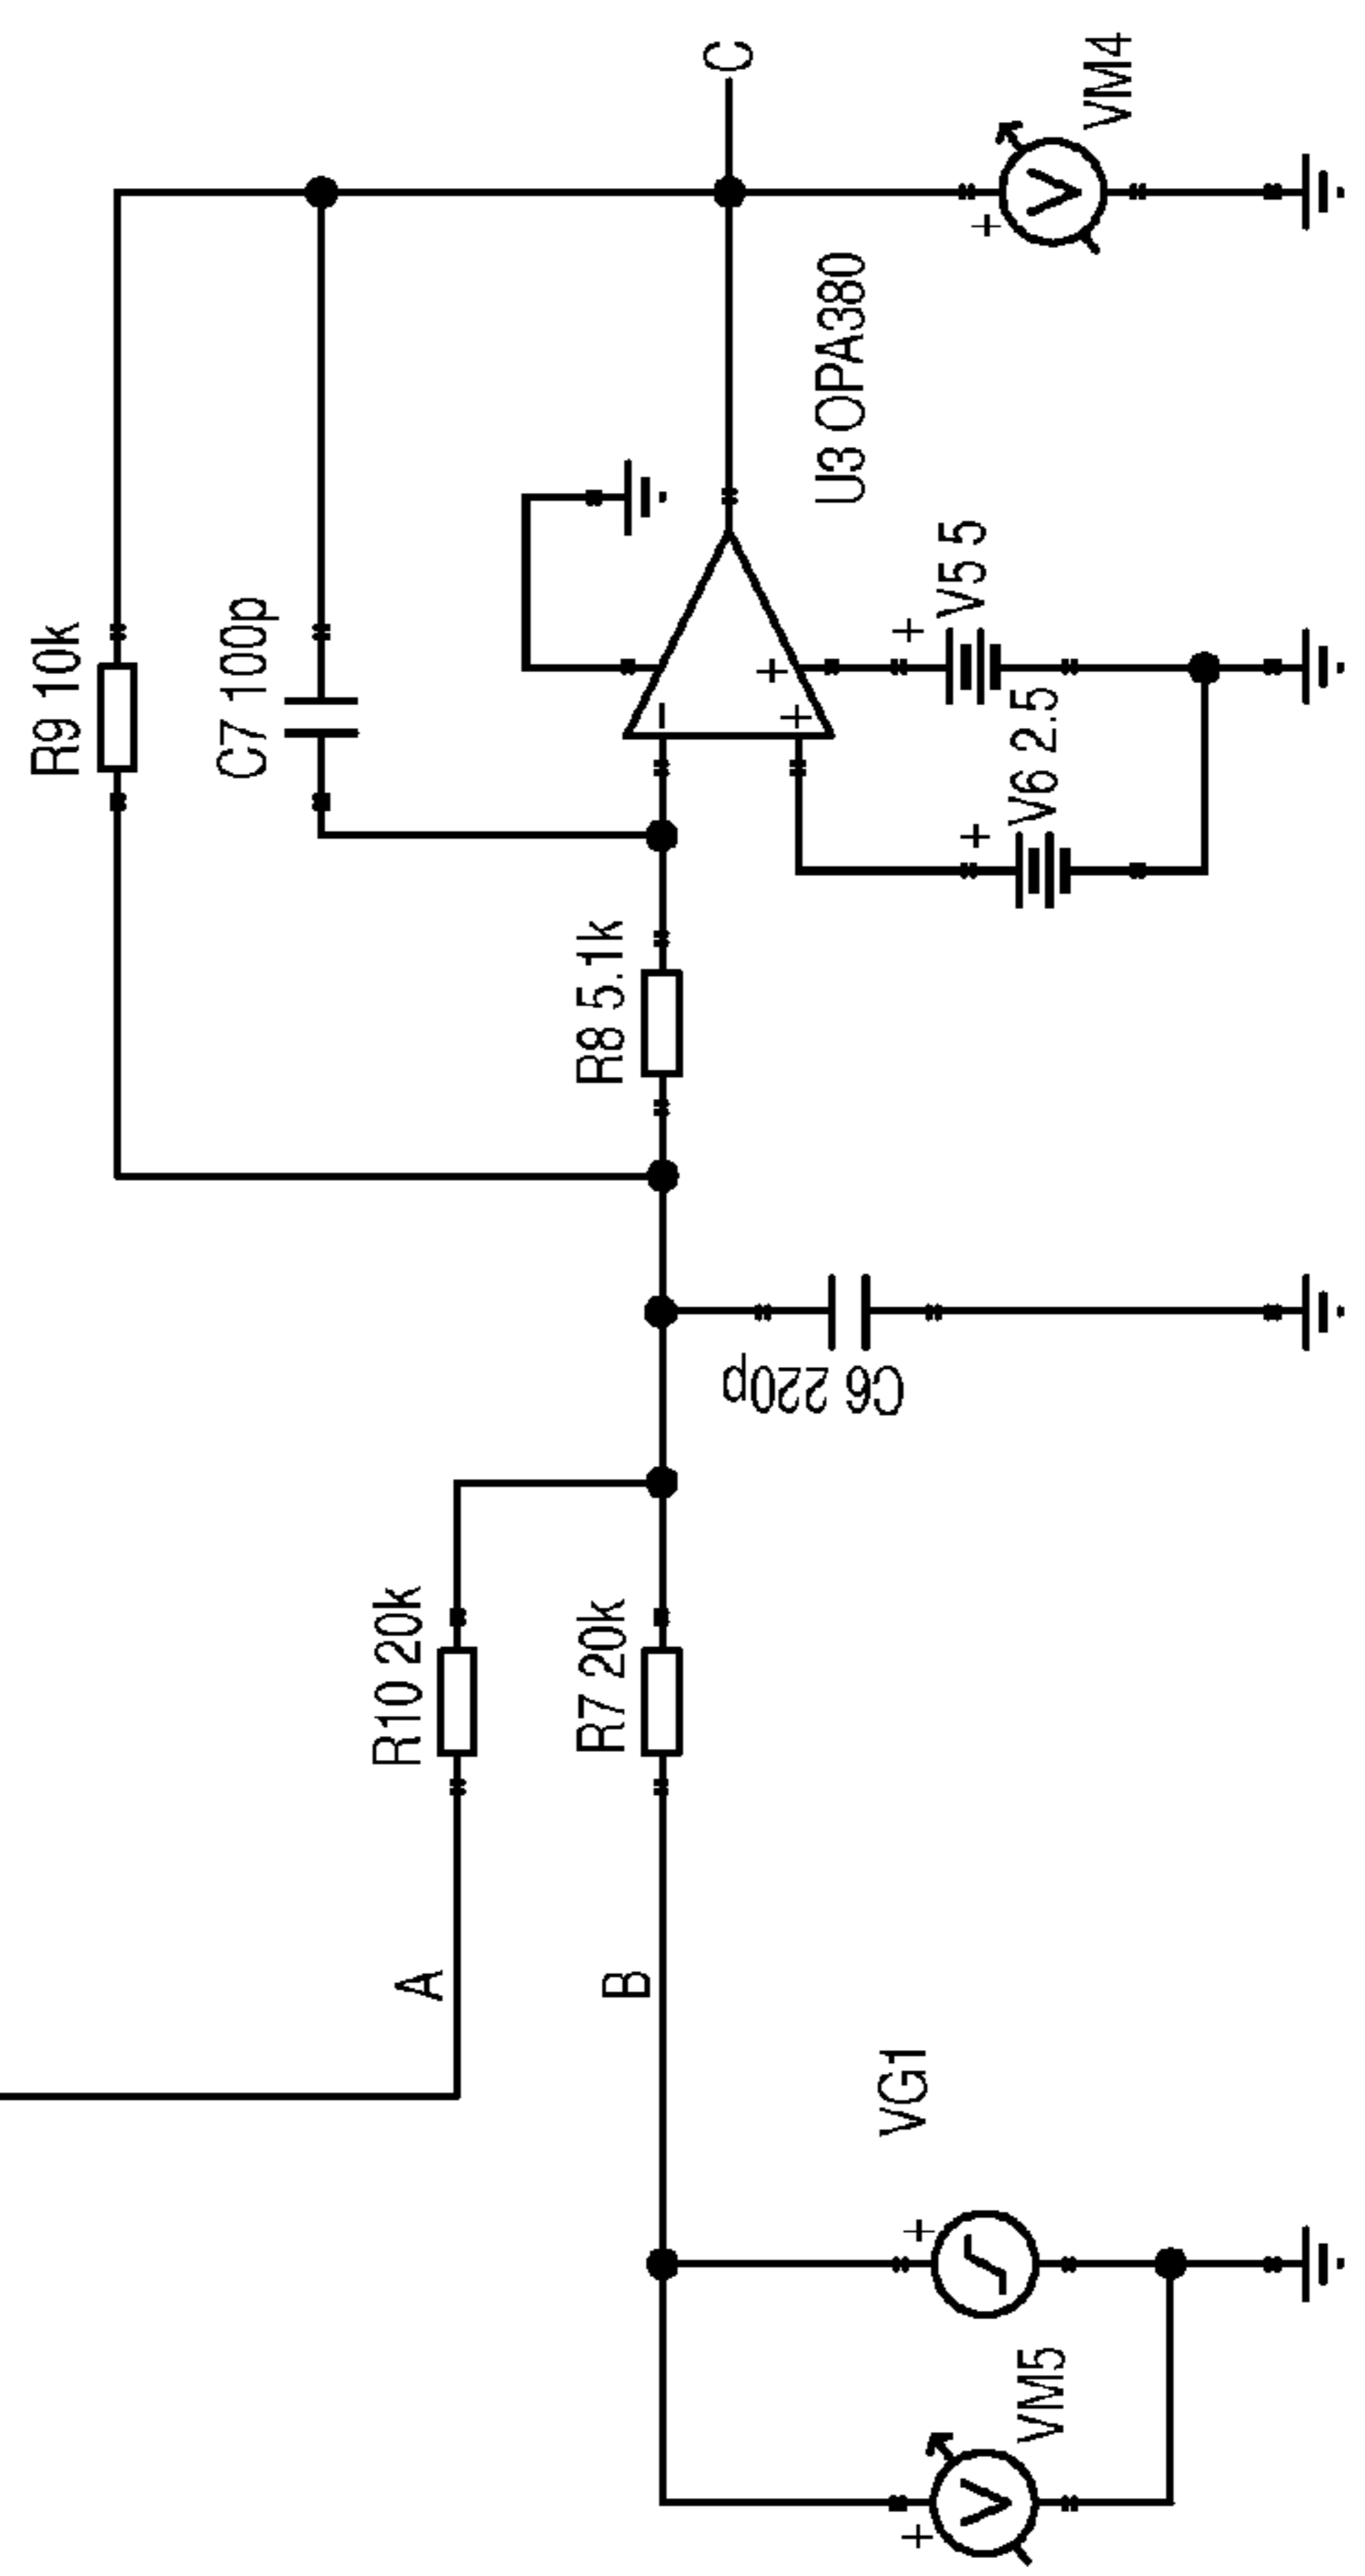 R9 10k
C7 100p
C
VM4
+
U3 OPA380
V5 5
+
V6 2.5
+
−
+
+
R8 5.1k
C6 220p
R10 20k
R7 20k
A
B
VG1
+
VM5
+
V
V